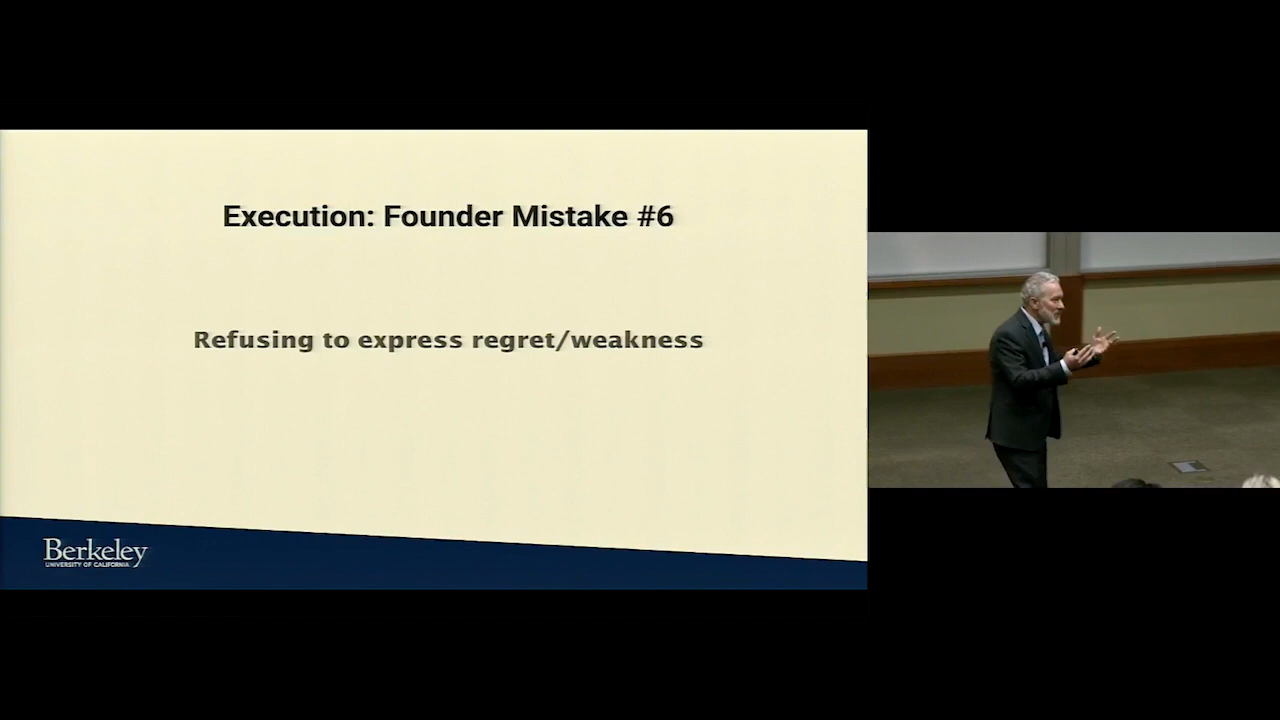 Execution: Founder Mistake #6
Refusing to express regret/weakness
Berkeley
UNIVERSITY OF CALIFORNIA